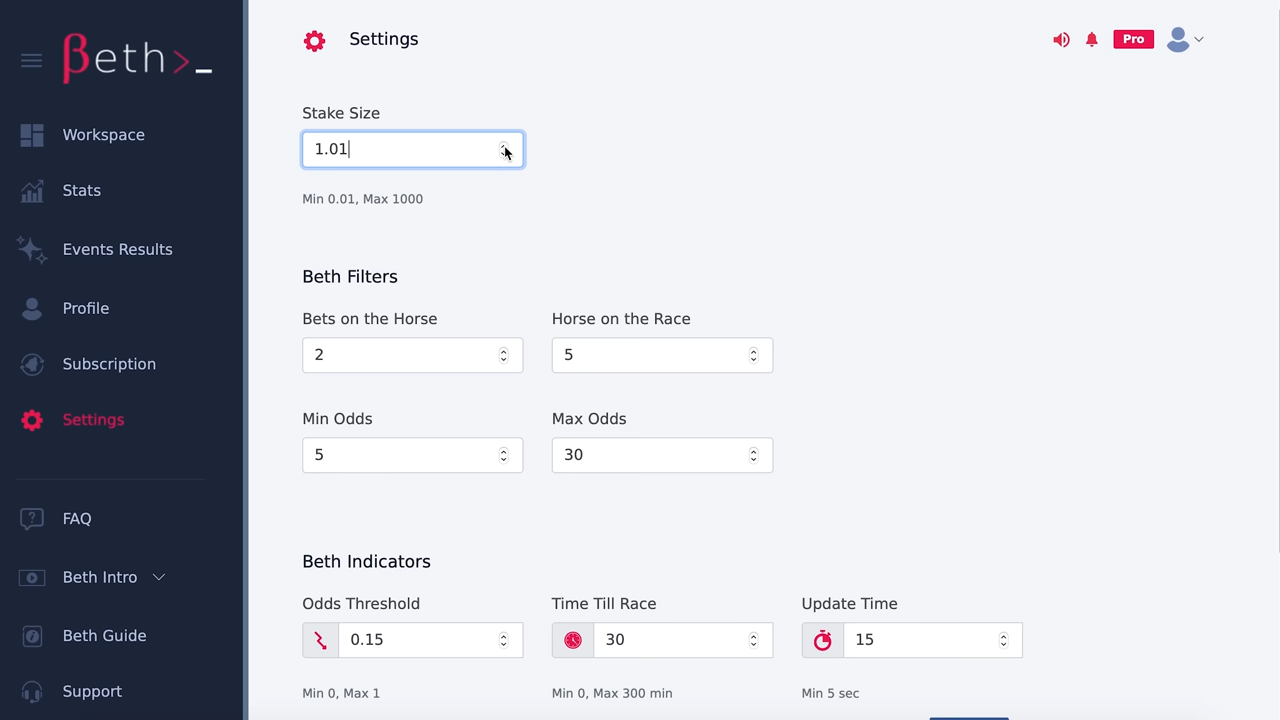 βeth>_
Settings
Pro
Workspace
Stats
Events Results
Profile
Subscription
Settings
FAQ
Beth Intro
Beth Guide
Support
Stake Size
1.01
Min 0.01, Max 1000
Beth Filters
Bets on the Horse
Horse on the Race
2
5
Min Odds
Max Odds
5
30
Beth Indicators
Odds Threshold
Time Till Race
Update Time
0.15
30
15
Min 0, Max 1
Min 0, Max 300 min
Min 5 sec